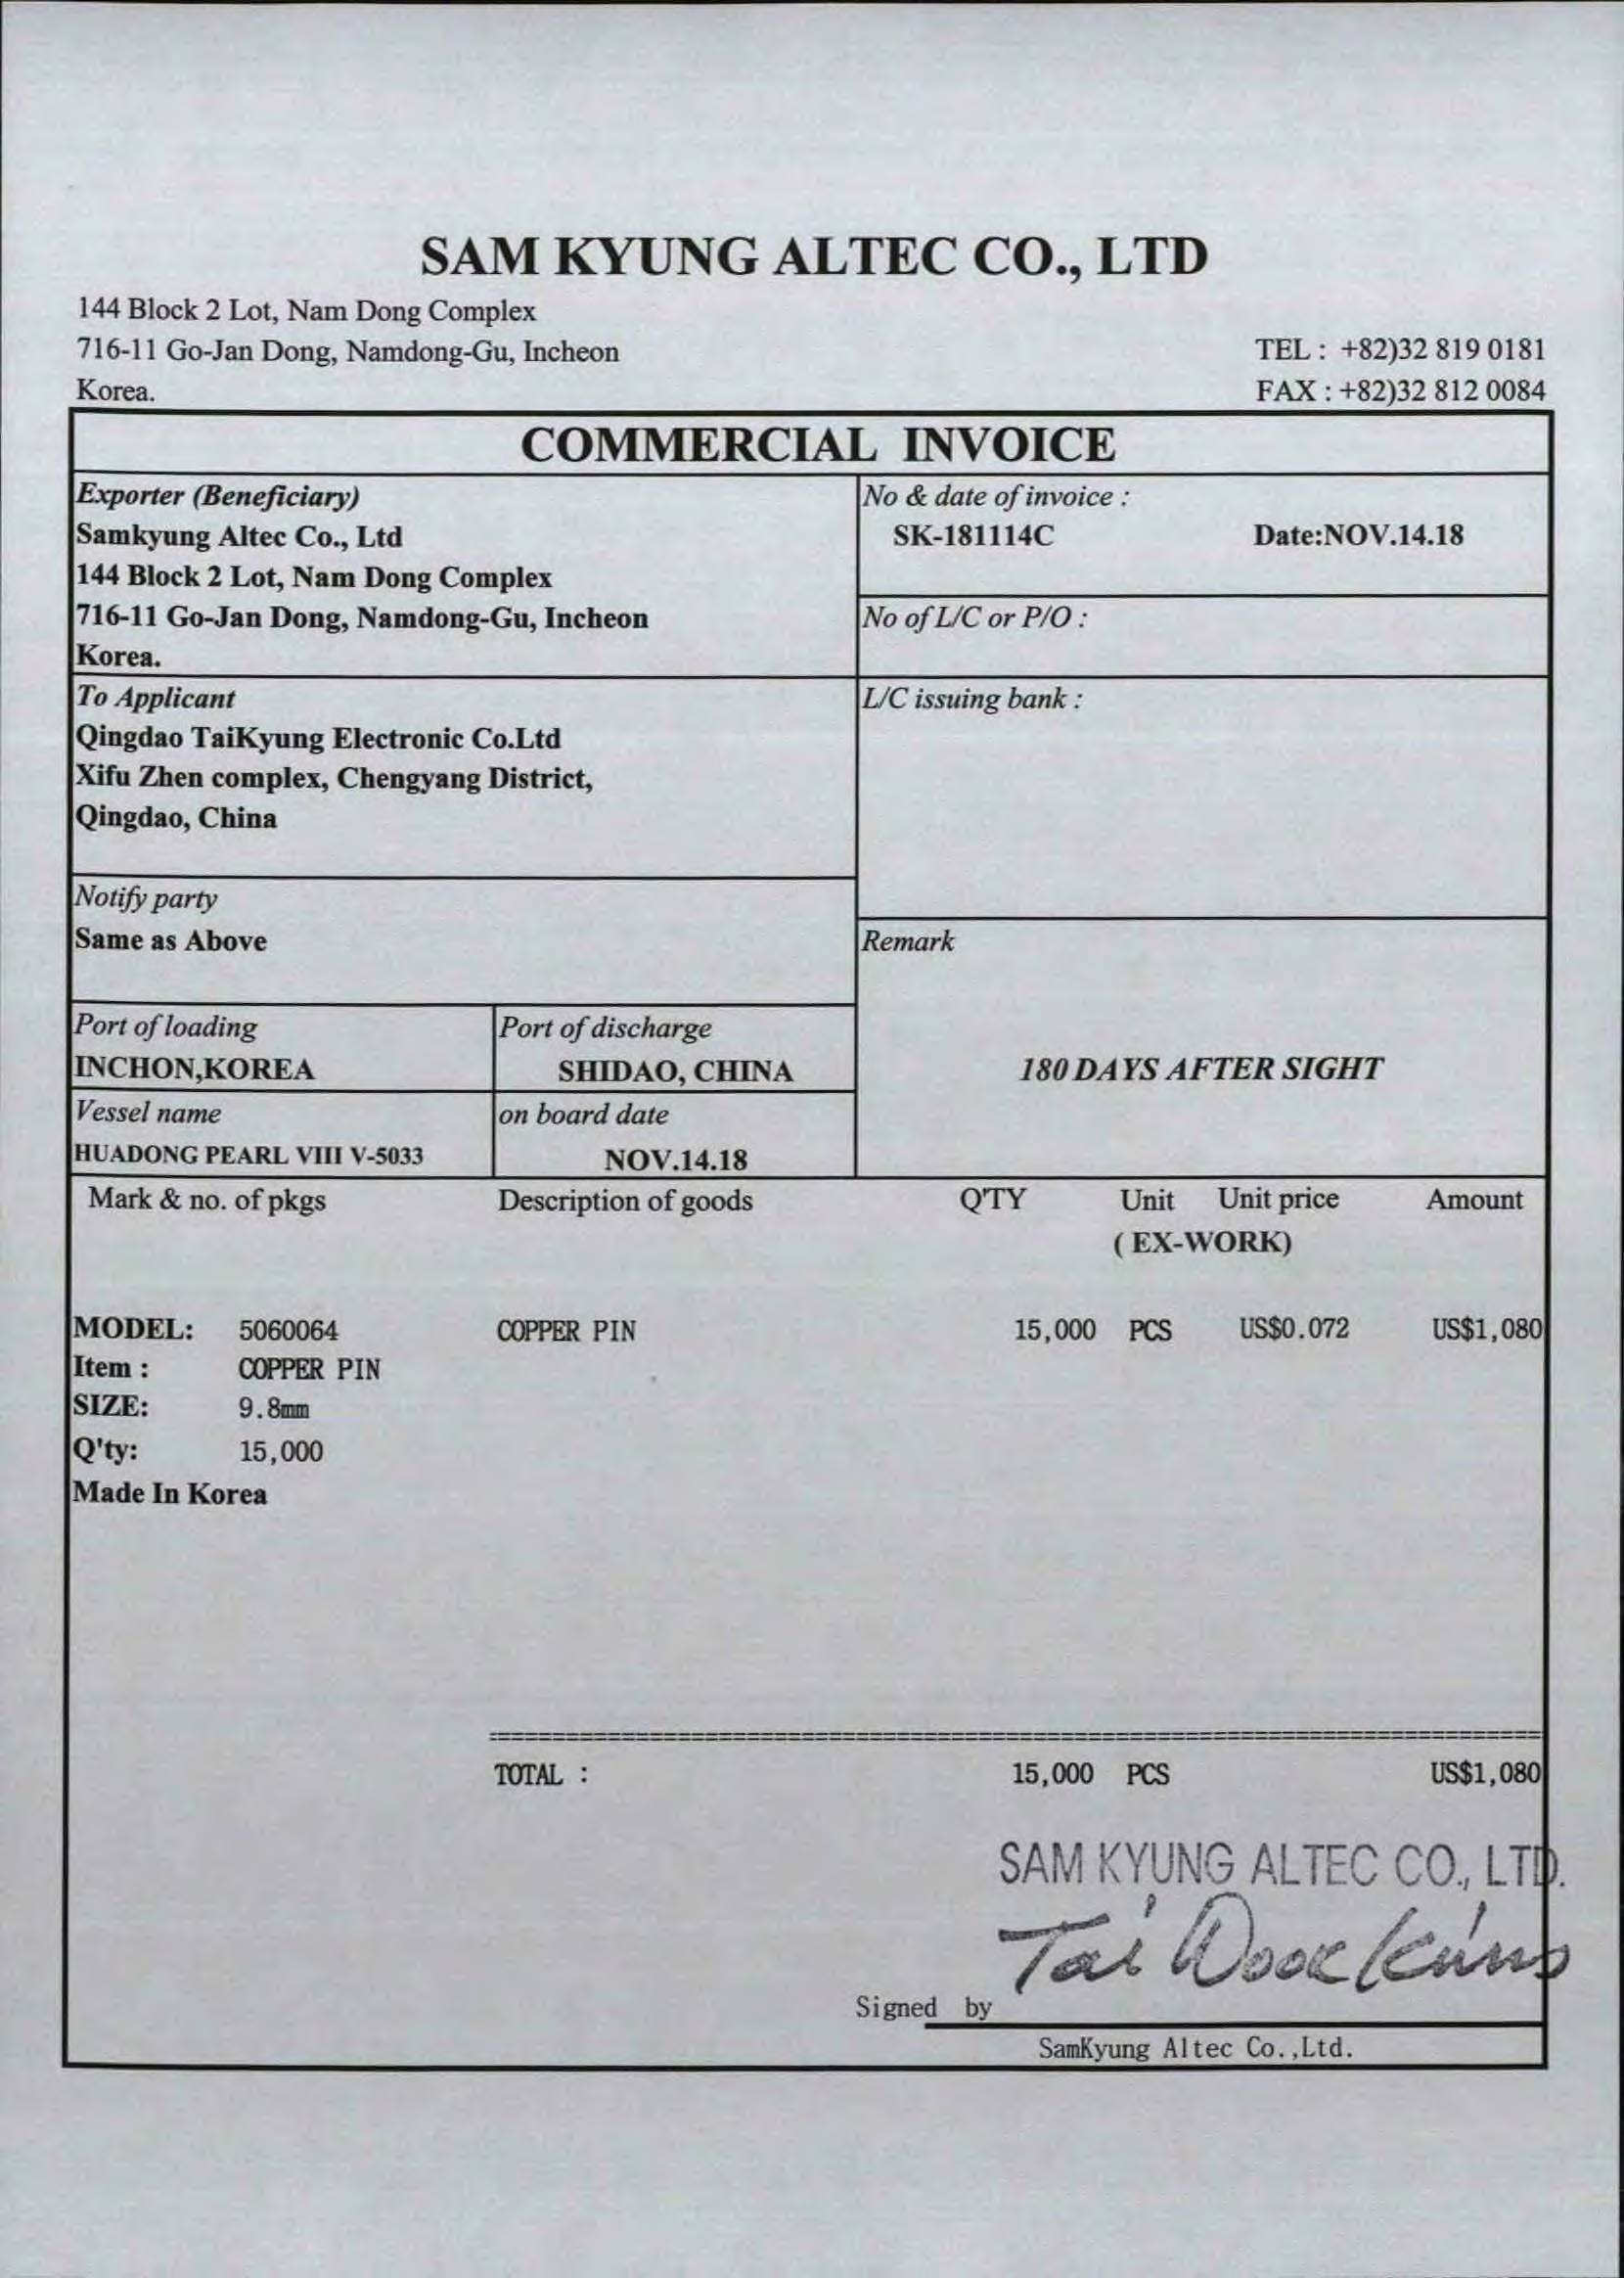 SAM KYUNG ALTEC CO., LTD
144 Block 2 Lot, Nam Dong Complex
716-11 Go-Jan Dong, Namdong-Gu, Incheon
Korea.
TEL : +82)32 819 0181
FAX : +82)32 812 0084
COMMERCIAL INVOICE
Exporter (Beneficiary)
Samkyung Altec Co., Ltd
144 Block 2 Lot, Nam Dong Complex
716-11 Go-Jan Dong, Namdong-Gu, Incheon
Korea.
No & date of invoice :
SK-181114C Date:NOV.14.18
No of L/C or P/O :
To Applicant
Qingdao TaiKyung Electronic Co.Ltd
Xifu Zhen complex, Chengyang District,
Qingdao, China
L/C issuing bank :
Notify party
Same as Above
Remark
180 DAYS AFTER SIGHT
Port of loading
INCHON,KOREA
Port of discharge
SHIDAO, CHINA
Vessel name
HUADONG PEARL VIII V-5033
on board date
NOV.14.18
Mark & no. of pkgs Description of goods Q'TY Unit Unit price Amount
( EX-WORK)
MODEL: 5060064 COPPER PIN 15,000 PCS US$0.072 US$1,080
Item : COPPER PIN
SIZE: 9.8mm
Q'ty: 15,000
Made In Korea
==========================================================================
TOTAL : 15,000 PCS US$1,080
SAM KYUNG ALTEC CO., LTD.
Tai Wook
Signed by
SamKyung Altec Co.,Ltd.